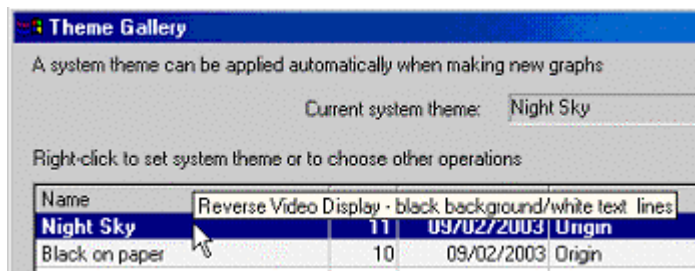 Theme Gallery
A system theme can be applied automatically when making new graphs
Current system theme: Night Sky
Right-click to set system theme or to choose other operations
Name
Reverse Video Display - black background/white text lines
Night Sky 11 09/02/2003 Origin
Black on paper 10 09/02/2003 Origin